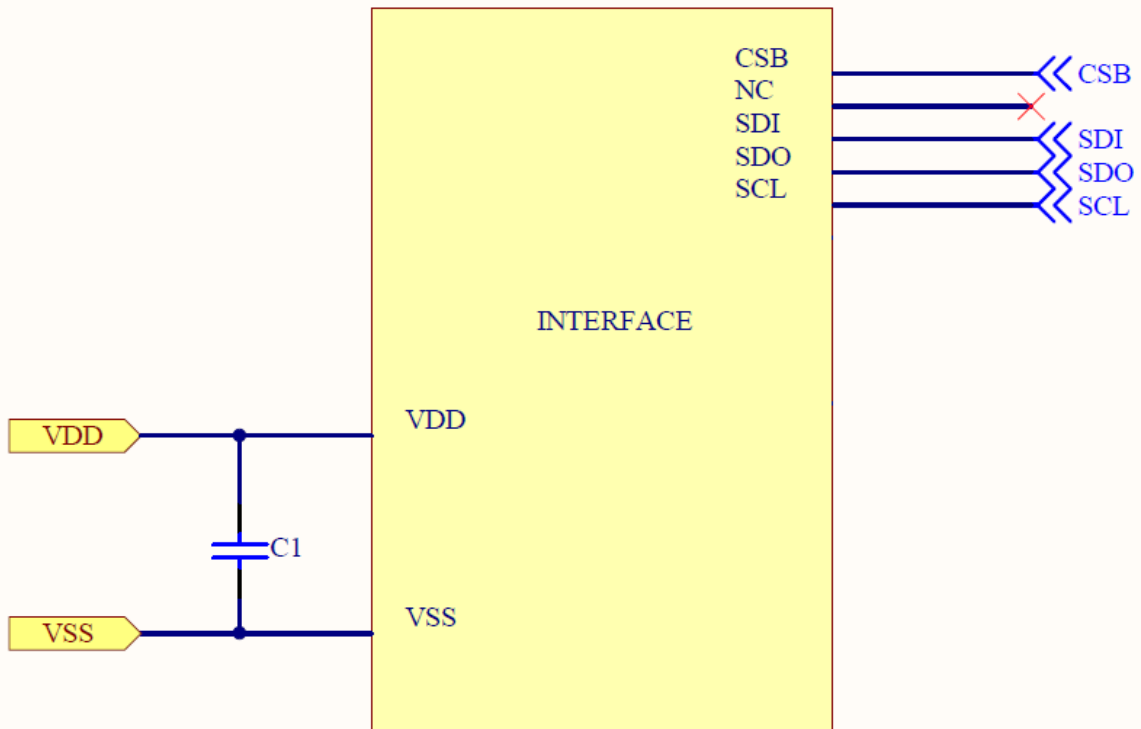 CSB
CSB
NC
SDI
SDI
SDO
SDO
SCL
SCL
INTERFACE
VDD
VDD
C1
VSS
VSS